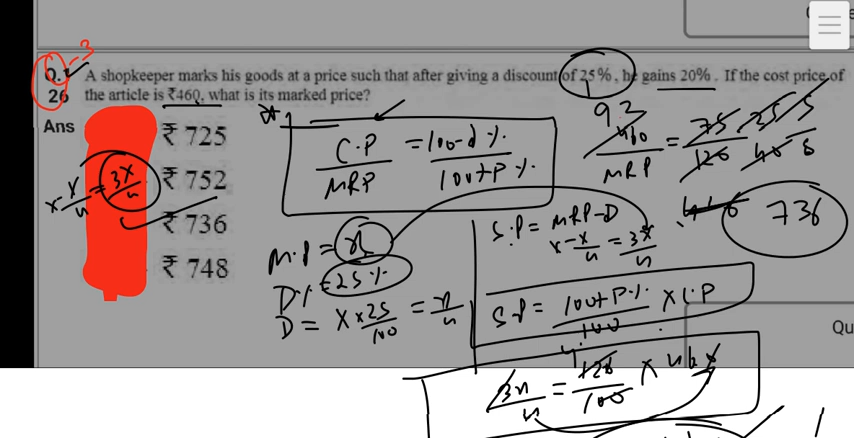 Q.
26
-3
A shopkeeper marks his goods at a price such that after giving a discount of 25%, he gains 20%. If the cost price of
the article is ₹460, what is its marked price?
Ans
₹ 725
₹ 752
₹ 736
₹ 748
C.P / MRP = 100-d% / 100+P%
92
460 / MRP = 75 / 120
736
x - x/4 = 3x/4
M.P = x
D% = 25%
D = x × 25/100 = x/4
S.P = MRP - D
x - x/4 = 3x/4
S.P = 100+P% / 100 × C.P
3x/4 = 120/100 × 460
Qu